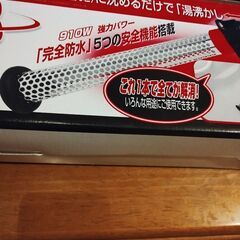 に沈めるだけで「湯沸かし
910W 強力パワー
「完全防水」5つの安全機能搭載
これ1本で全てが解消!
いろんな用途にご使用できます。